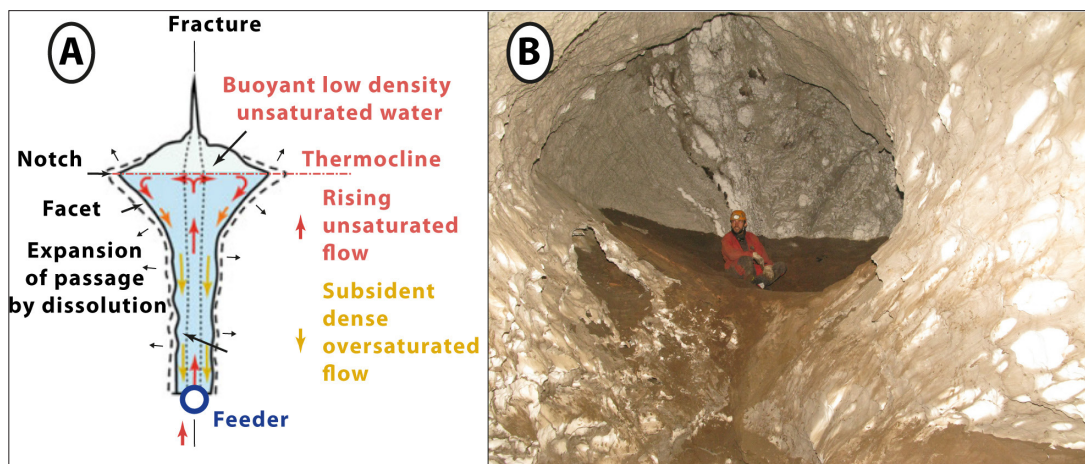 A
Fracture
Buoyant low density
unsaturated water
Notch
Thermocline
Facet
Rising
unsaturated
flow
Expansion
of passage
by dissolution
Subsident
dense
oversaturated
flow
Feeder
B